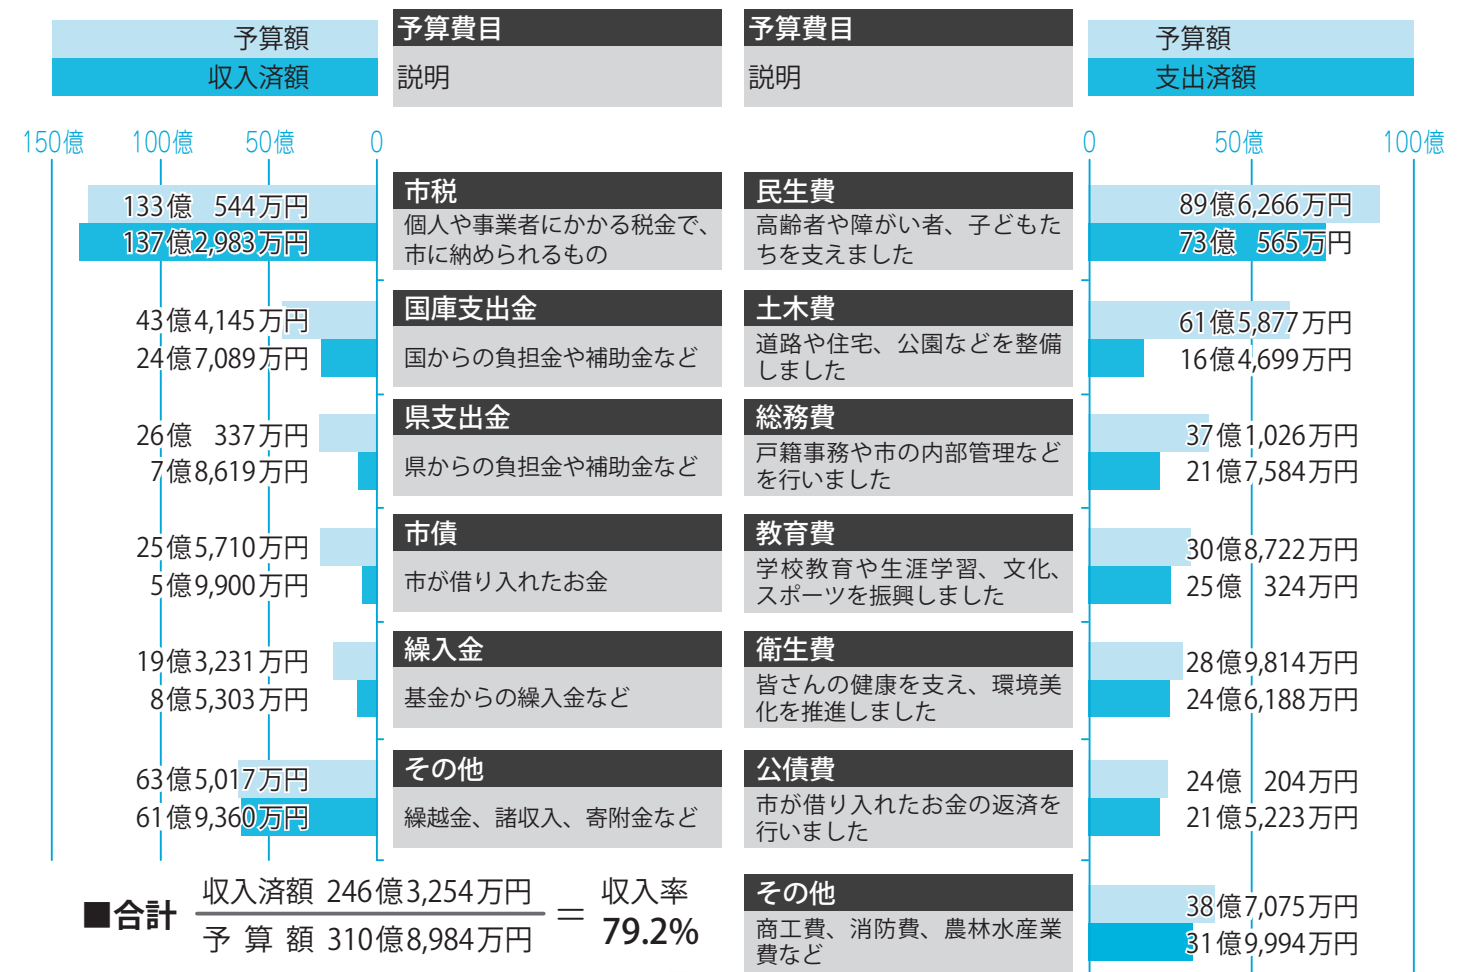 予算額
収入済額
予算費目
説明
予算費目
説明
予算額
支出済額
150億 100億 50億 0
0 50億 100億
133億 544万円
137億2,983万円
市税
個人や事業者にかかる税金で、
市に納められるもの
43億4,145万円
24億7,089万円
国庫支出金
国からの負担金や補助金など
26億 337万円
7億8,619万円
県支出金
県からの負担金や補助金など
25億5,710万円
5億9,900万円
市債
市が借り入れたお金
19億3,231万円
8億5,303万円
繰入金
基金からの繰入金など
63億5,017万円
61億9,360万円
その他
繰越金、諸収入、寄附金など
■合計
収入済額 246億3,254万円
予算額 310億8,984万円
＝
収入率
79.2%
民生費
高齢者や障がい者、子どもた
ちを支えました
89億6,266万円
73億 565万円
土木費
道路や住宅、公園などを整備
しました
61億5,877万円
16億4,699万円
総務費
戸籍事務や市の内部管理など
を行いました
37億1,026万円
21億7,584万円
教育費
学校教育や生涯学習、文化、
スポーツを振興しました
30億8,722万円
25億 324万円
衛生費
皆さんの健康を支え、環境美
化を推進しました
28億9,814万円
24億6,188万円
公債費
市が借り入れたお金の返済を
行いました
24億 204万円
21億5,223万円
その他
商工費、消防費、農林水産業
費など
38億7,075万円
31億9,994万円